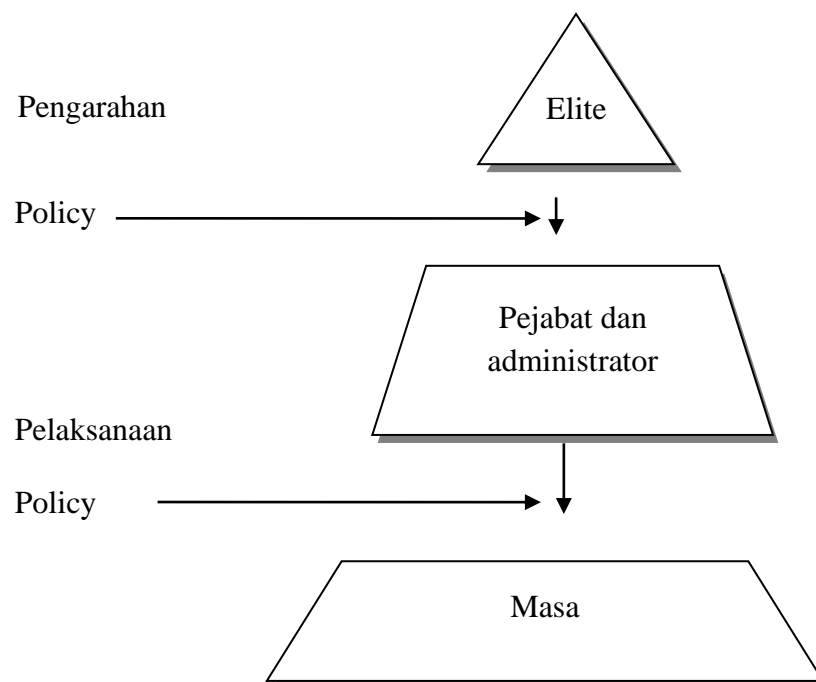 Elite
Pengarahan
Policy
Pejabat dan
administrator
Pelaksanaan
Policy
Masa